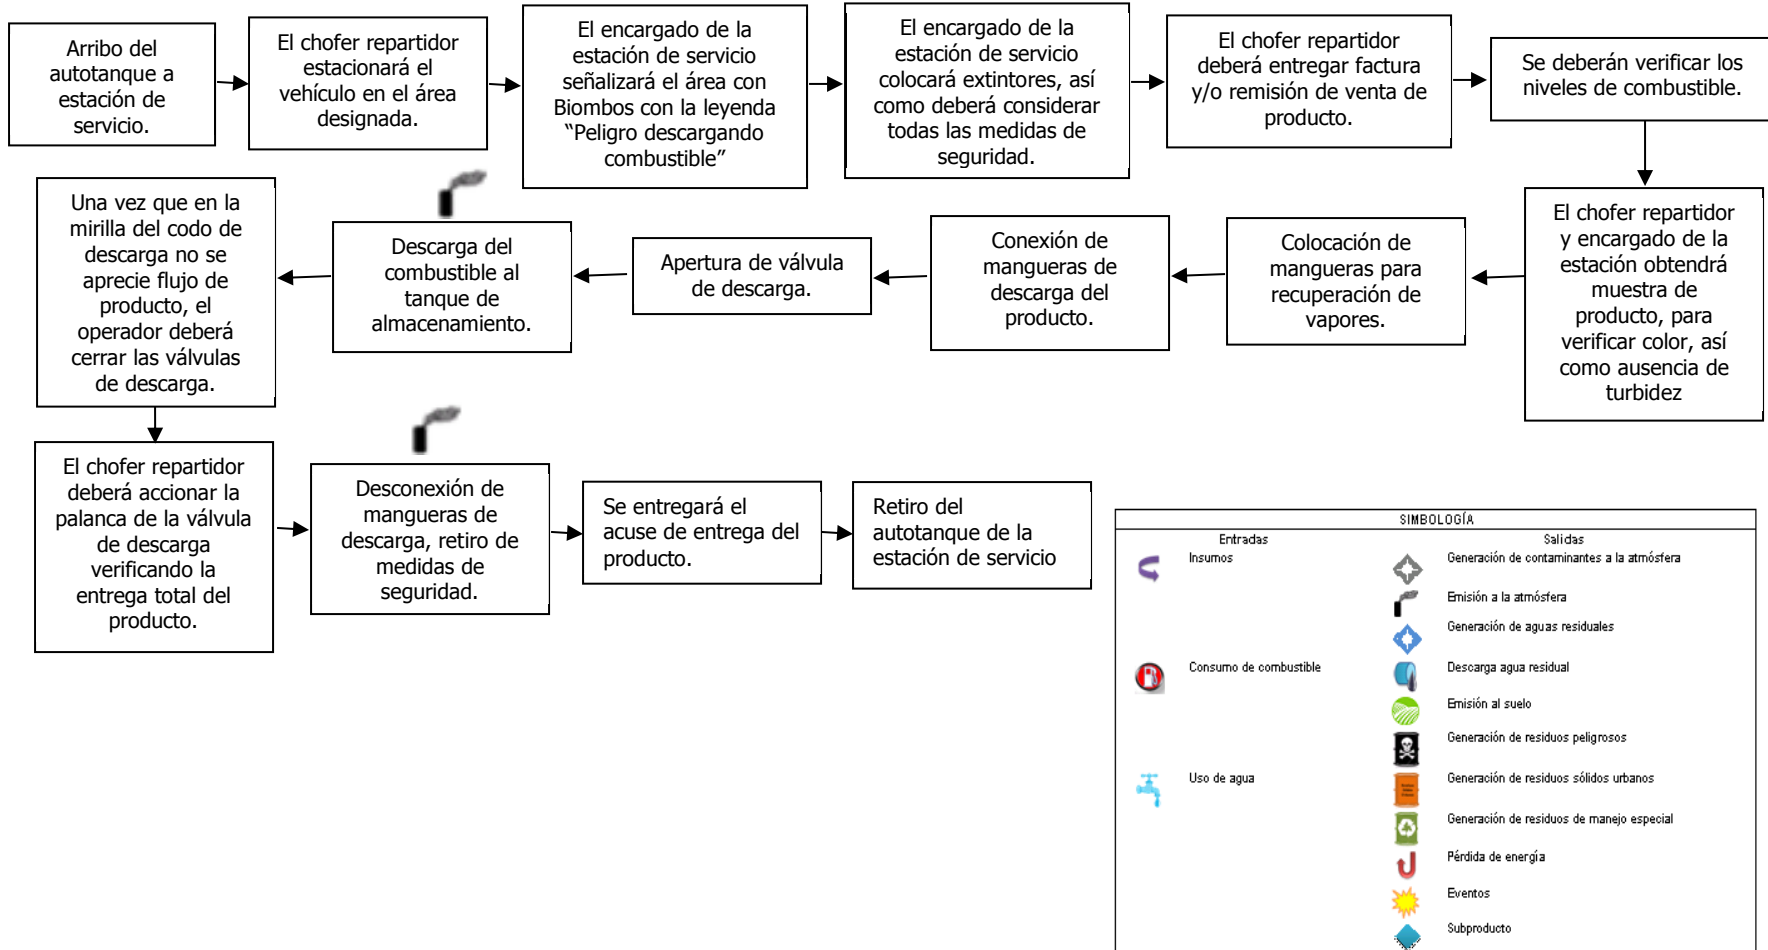 Arribo del
autotanque a
estación de
servicio.
El chofer repartidor
estacionará el
vehículo en el área
designada.
El encargado de la
estación de servicio
señalizará el área con
Biombos con la leyenda
“Peligro descargando
combustible”
El encargado de la
estación de servicio
colocará extintores, así
como deberá considerar
todas las medidas de
seguridad.
El chofer repartidor
deberá entregar factura
y/o remisión de venta de
producto.
Se deberán verificar los
niveles de combustible.
El chofer repartidor
y encargado de la
estación obtendrá
muestra de
producto, para
verificar color, así
como ausencia de
turbidez
Colocación de
mangueras para
recuperación de
vapores.
Conexión de
mangueras de
descarga del
producto.
Apertura de válvula
de descarga.
Descarga del
combustible al
tanque de
almacenamiento.
Una vez que en la
mirilla del codo de
descarga no se
aprecie flujo de
producto, el
operador deberá
cerrar las válvulas
de descarga.
El chofer repartidor
deberá accionar la
palanca de la válvula
de descarga
verificando la
entrega total del
producto.
Desconexión de
mangueras de
descarga, retiro de
medidas de
seguridad.
Se entregará el
acuse de entrega del
producto.
Retiro del
autotanque de la
estación de servicio
SIMBOLOGÍA
Entradas
Salidas
Insumos
Generación de contaminantes a la atmósfera
Emisión a la atmósfera
Generación de aguas residuales
Consumo de combustible
Descarga agua residual
Emisión al suelo
Generación de residuos peligrosos
Uso de agua
Generación de residuos sólidos urbanos
Generación de residuos de manejo especial
Pérdida de energía
Eventos
Subproducto